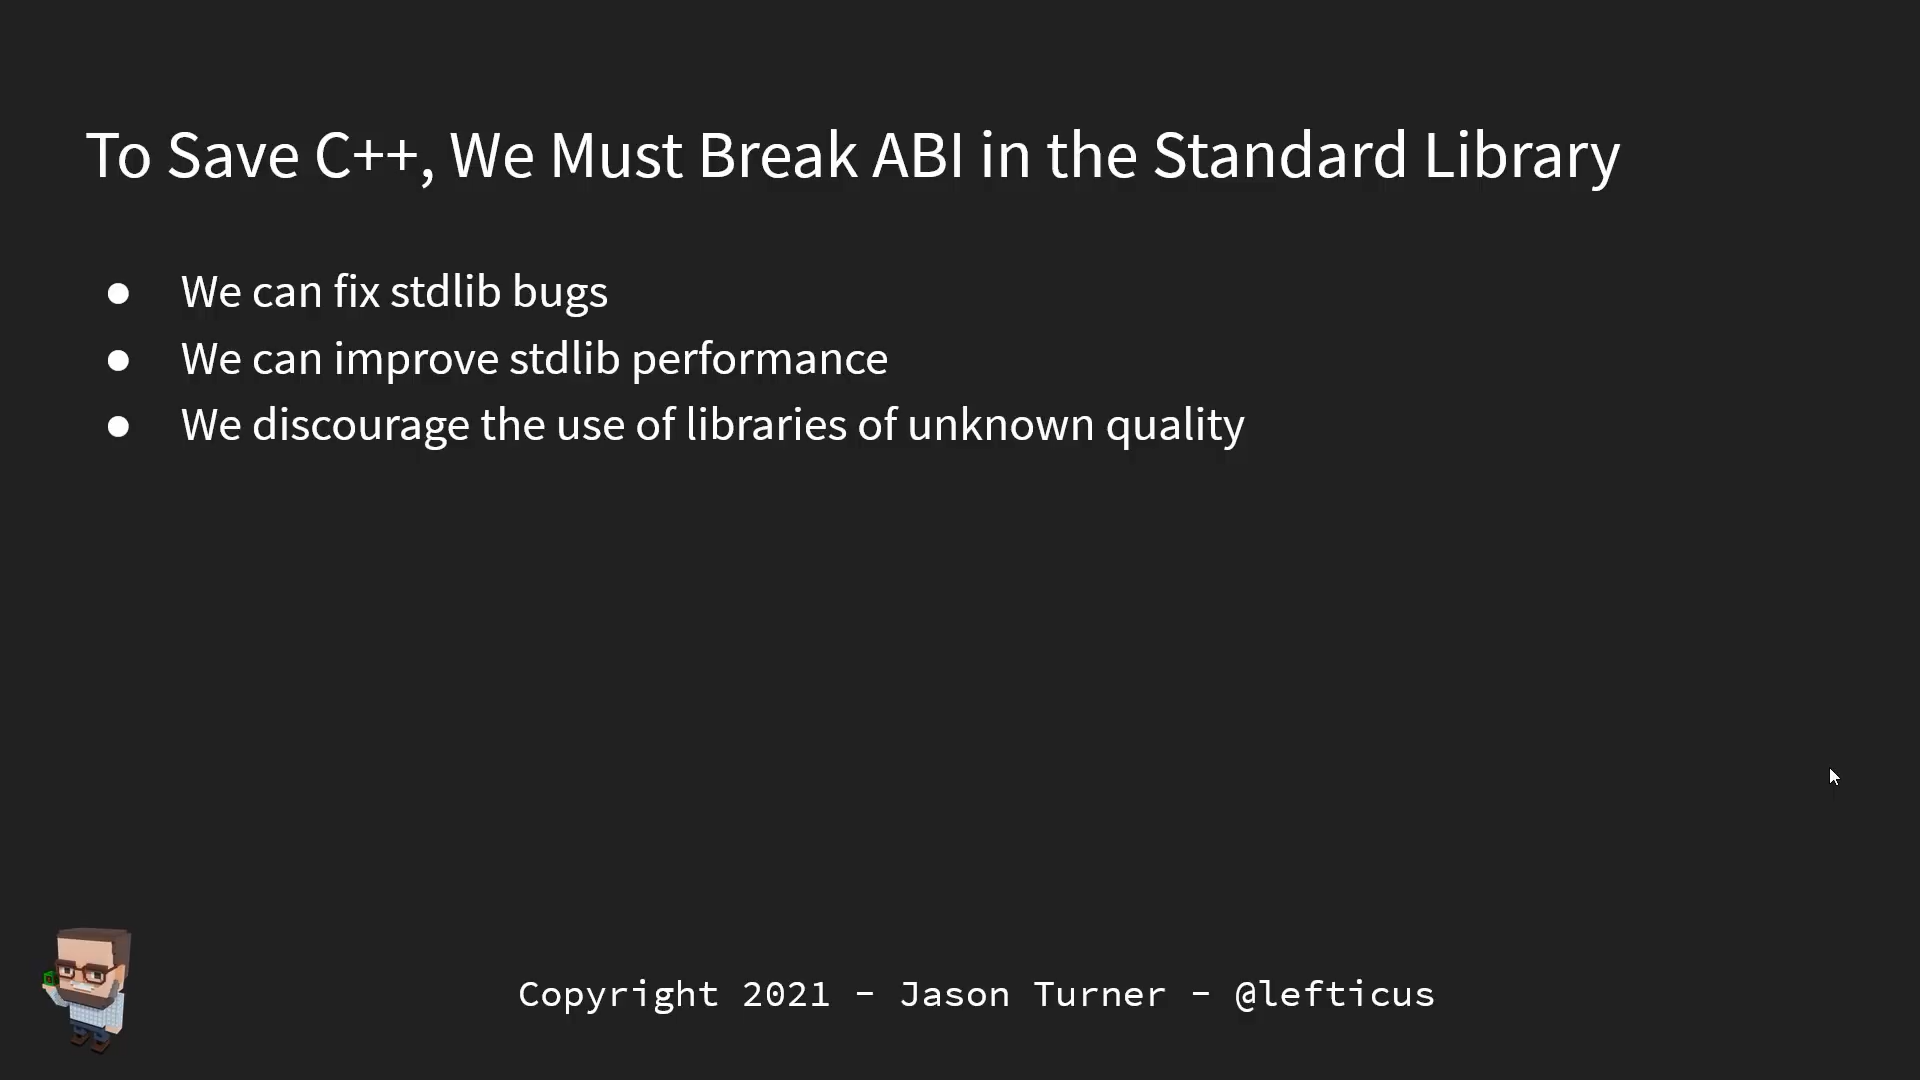 To Save C++, We Must Break ABI in the Standard Library
● We can fix stdlib bugs
● We can improve stdlib performance
● We discourage the use of libraries of unknown quality
Copyright 2021 - Jason Turner - @lefticus